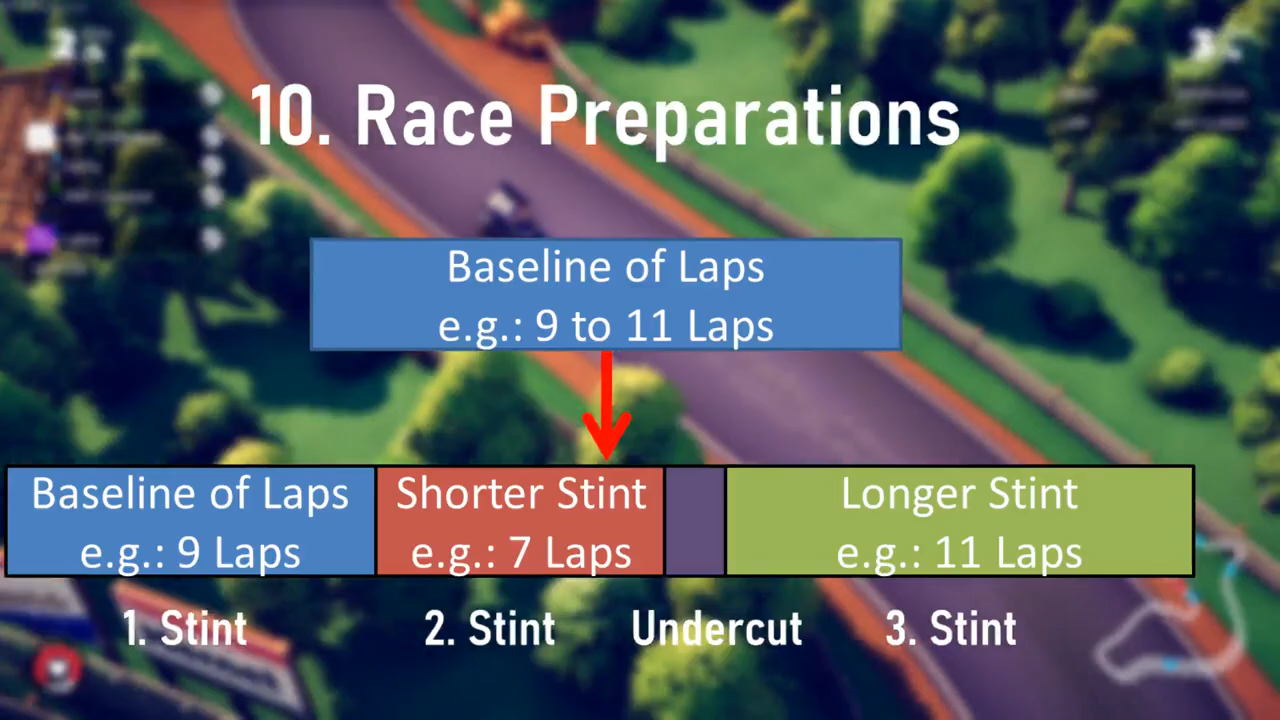 10. Race Preparations
Baseline of Laps
e.g.: 9 to 11 Laps
Baseline of Laps
e.g.: 9 Laps
Shorter Stint
e.g.: 7 Laps
Longer Stint
e.g.: 11 Laps
1. Stint
2. Stint
Undercut
3. Stint